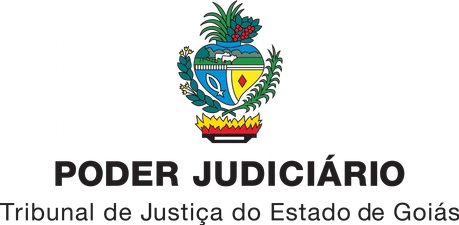 PODER JUDICIÁRIO
Tribunal de Justiça do Estado de Goiás